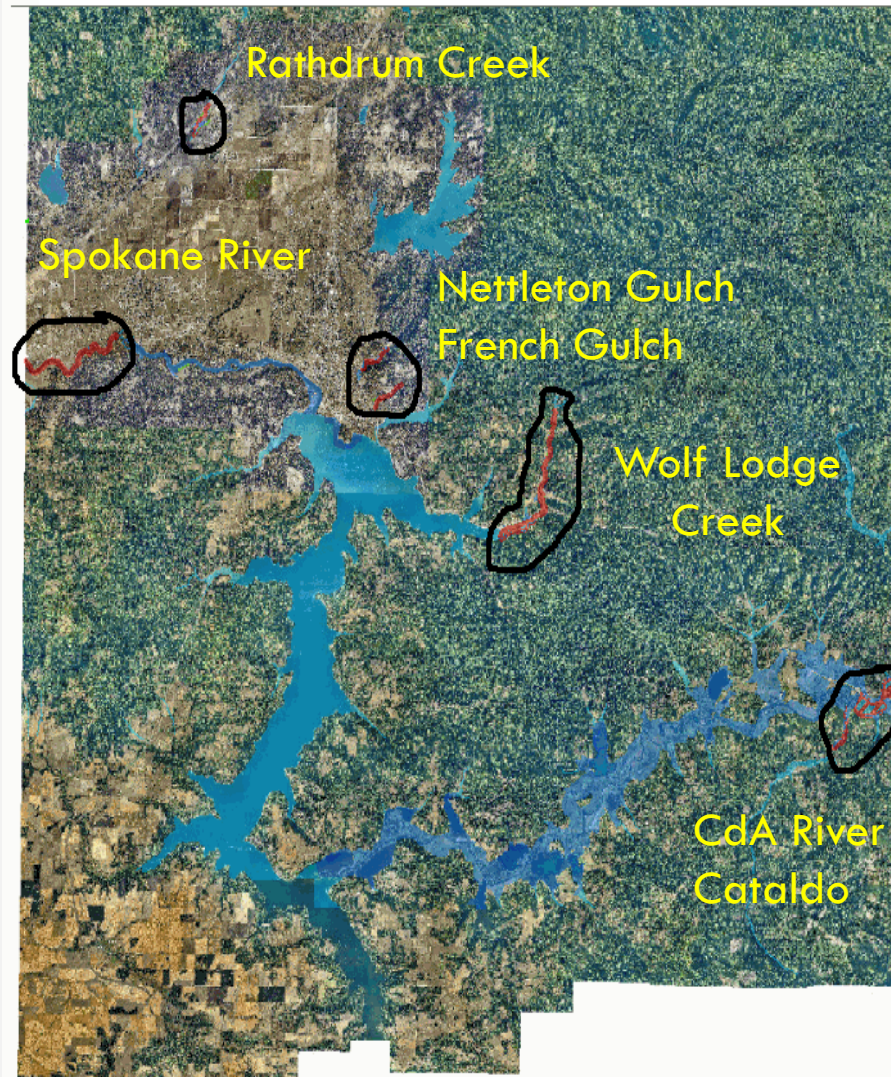 Rathdrum Creek
Spokane River
Nettleton Gulch
French Gulch
Wolf Lodge
Creek
CdA River
Cataldo